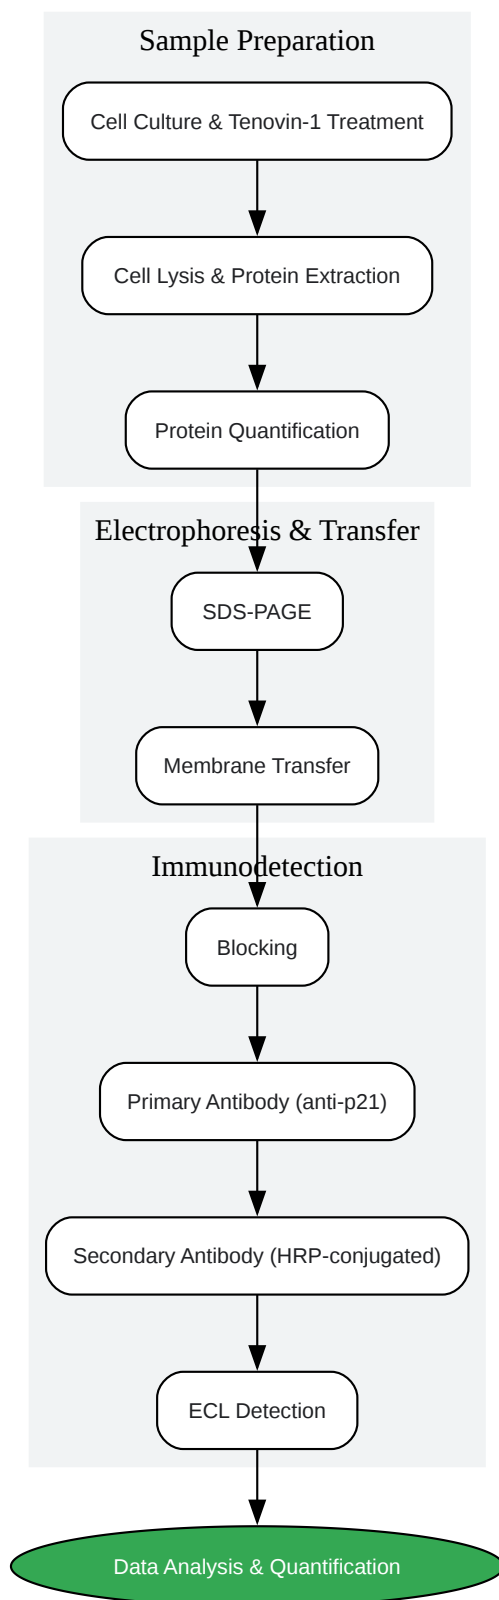 Sample Preparation
Cell Culture & Tenovin-1 Treatment
Cell Lysis & Protein Extraction
Protein Quantification
Electrophoresis & Transfer
SDS-PAGE
Membrane Transfer
Immunodetection
Blocking
Primary Antibody (anti-p21)
Secondary Antibody (HRP-conjugated)
ECL Detection
Data Analysis & Quantification